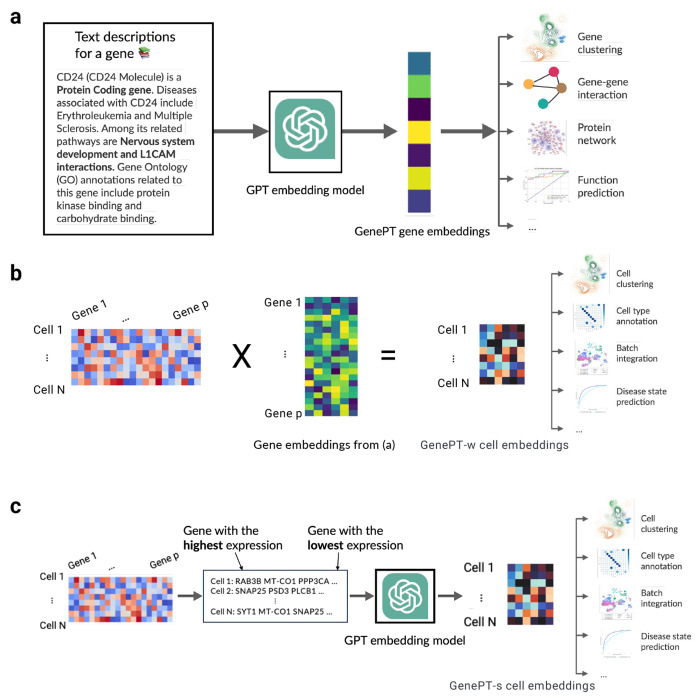 a
Text descriptions
for a gene
CD24 (CD24 Molecule) is a
Protein Coding gene. Diseases
associated with CD24 include
Erythroleukemia and Multiple
Sclerosis. Among its related
pathways are Nervous system
development and L1CAM
interactions. Gene Ontology
(GO) annotations related to
this gene include protein
kinase binding and
carbohydrate binding.
GPT embedding model
GenePT gene embeddings
Gene
clustering
Gene-gene
interaction
Protein
network
Function
prediction
...
b
Gene 1
...
Gene p
Cell 1
⋮
Cell N
X
Gene 1
⋮
Gene p
Gene embeddings from (a)
=
Cell 1
⋮
Cell N
GenePT-w cell embeddings
Cell
clustering
Cell type
annotation
Batch
integration
Disease state
prediction
...
c
Gene 1
...
Gene p
Cell 1
⋮
Cell N
Gene with the
highest expression
Gene with the
lowest expression
Cell 1: RAB3B MT-CO1 PPP3CA ...
Cell 2: SNAP25 PSD3 PLCB1 ...
⋮
Cell N: SYT1 MT-CO1 SNAP25 ...
GPT embedding model
Cell 1
⋮
Cell N
GenePT-s cell embeddings
Cell
clustering
Cell type
annotation
Batch
integration
Disease state
prediction
...